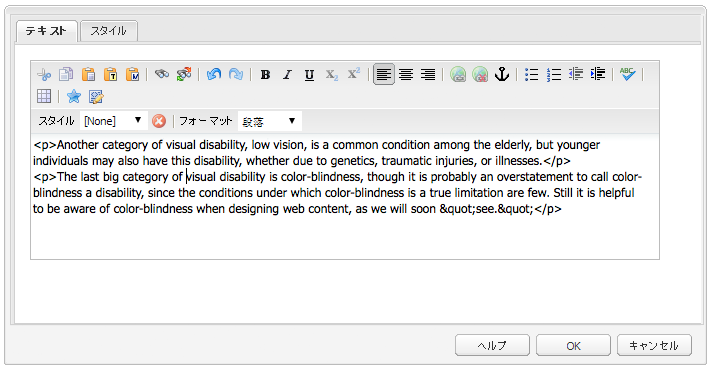 テキスト スタイル
B I U X₂ X² ABC
スタイル [None] フォーマット 段落
<p>Another category of visual disability, low vision, is a common condition among the elderly, but younger
individuals may also have this disability, whether due to genetics, traumatic injuries, or illnesses.</p>
<p>The last big category of visual disability is color-blindness, though it is probably an overstatement to call color-
blindness a disability, since the conditions under which color-blindness is a true limitation are few. Still it is helpful
to be aware of color-blindness when designing web content, as we will soon &quot;see.&quot;</p>
ヘルプ OK キャンセル